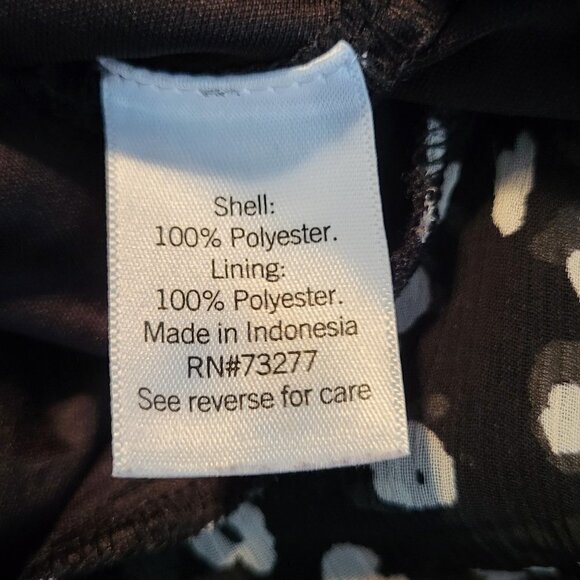 Shell:
100% Polyester.
Lining:
100% Polyester.
Made in Indonesia
RN#73277
See reverse for care